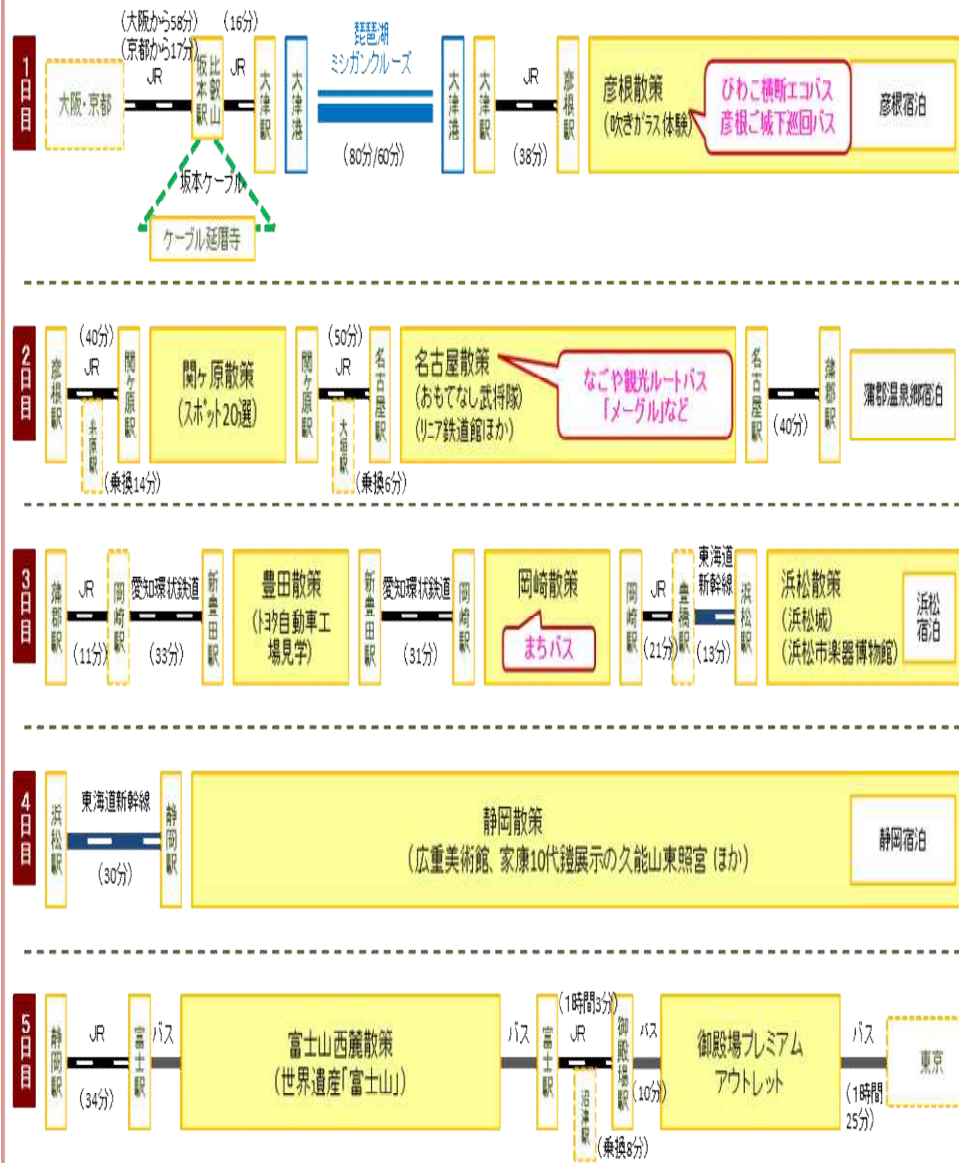 1日目
大阪・京都
(大阪から58分)
(京都から17分)
JR
比叡山
坂本駅
(16分)
JR
大津駅
大津港
琵琶湖
ミシガンクルーズ
(80分/60分)
大津港
大津駅
JR
(38分)
彦根駅
彦根散策
(吹きガラス体験)
びわこ横断エコバス
彦根ご城下巡回バス
彦根宿泊
坂本ケーブル
ケーブル延暦寺
2日目
彦根駅
(40分)
JR
米原駅
(乗換14分)
関ヶ原駅
関ヶ原散策
(スポット20選)
関ヶ原駅
(50分)
JR
大垣駅
(乗換6分)
名古屋駅
名古屋散策
(おもてなし武将隊)
(リニア鉄道館ほか)
なごや観光ルートバス
「メーグル」など
名古屋駅
JR
(40分)
蒲郡駅
蒲郡温泉郷宿泊
3日目
蒲郡駅
JR
(11分)
岡崎駅
愛知環状鉄道
(33分)
新豊田駅
豊田散策
(トヨタ自動車工
場見学)
新豊田駅
愛知環状鉄道
(31分)
岡崎駅
岡崎散策
まちバス
岡崎駅
JR
(21分)
豊橋駅
東海道
新幹線
(13分)
浜松駅
浜松散策
(浜松城)
(浜松市楽器博物館)
浜松
宿泊
4日目
浜松駅
東海道新幹線
(30分)
静岡駅
静岡散策
(広重美術館、家康10代鎧展示の久能山東照宮 ほか)
静岡宿泊
5日目
静岡駅
JR
(34分)
富士駅
バス
富士山西麓散策
(世界遺産「富士山」)
バス
富士駅
(1時間3分)
JR
沼津駅
(乗換8分)
御殿場駅
バス
(10分)
御殿場プレミアム
アウトレット
バス
(1時間
25分)
東京